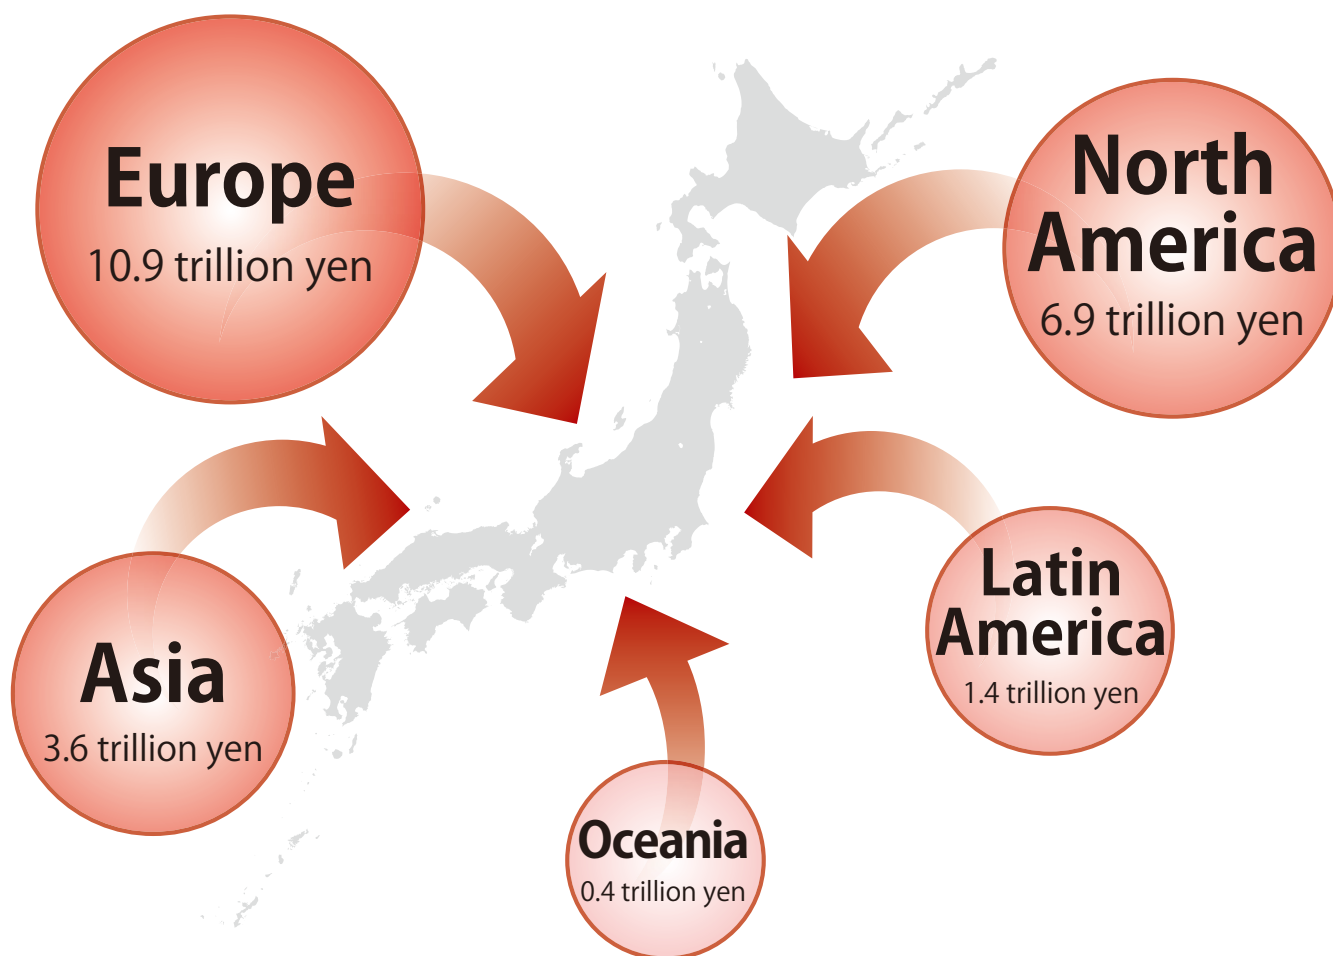 Europe
10.9 trillion yen
North
America
6.9 trillion yen
Asia
3.6 trillion yen
Latin
America
1.4 trillion yen
Oceania
0.4 trillion yen